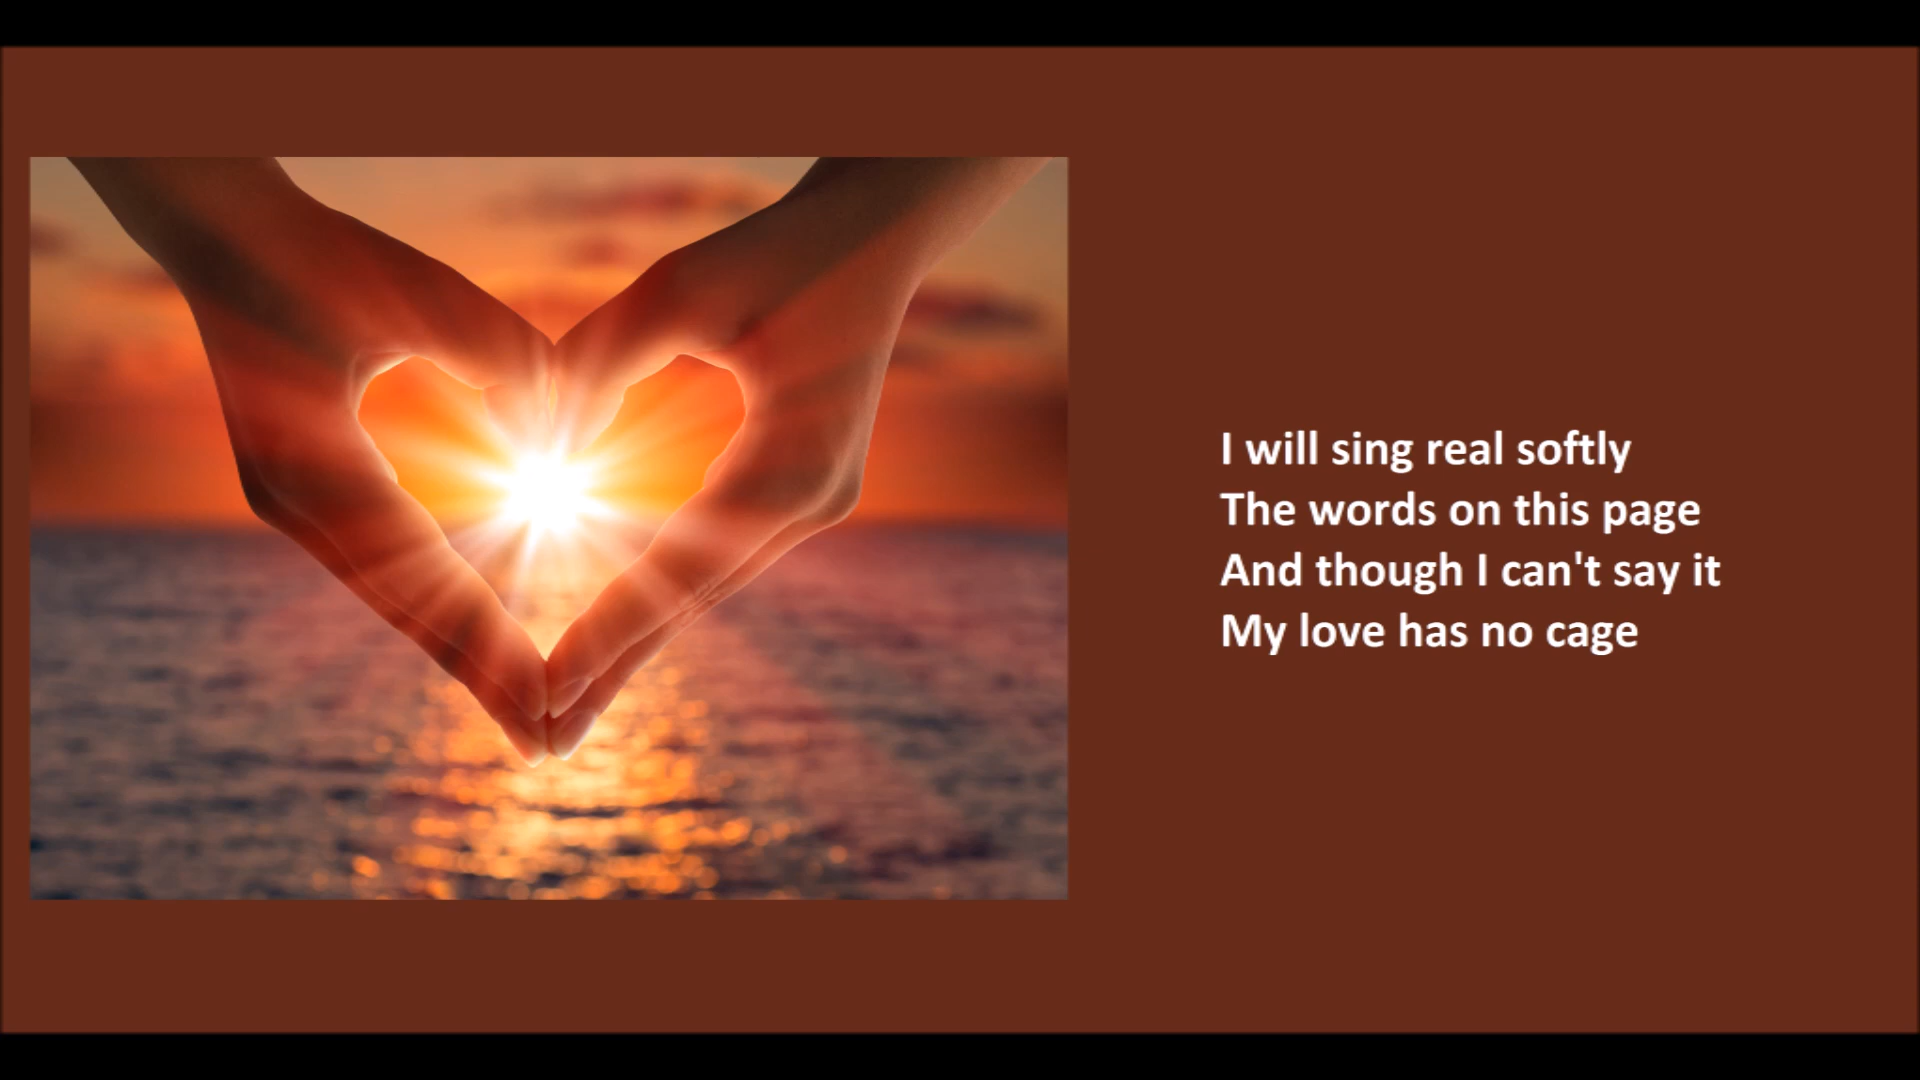 I will sing real softly
The words on this page
And though I can't say it
My love has no cage